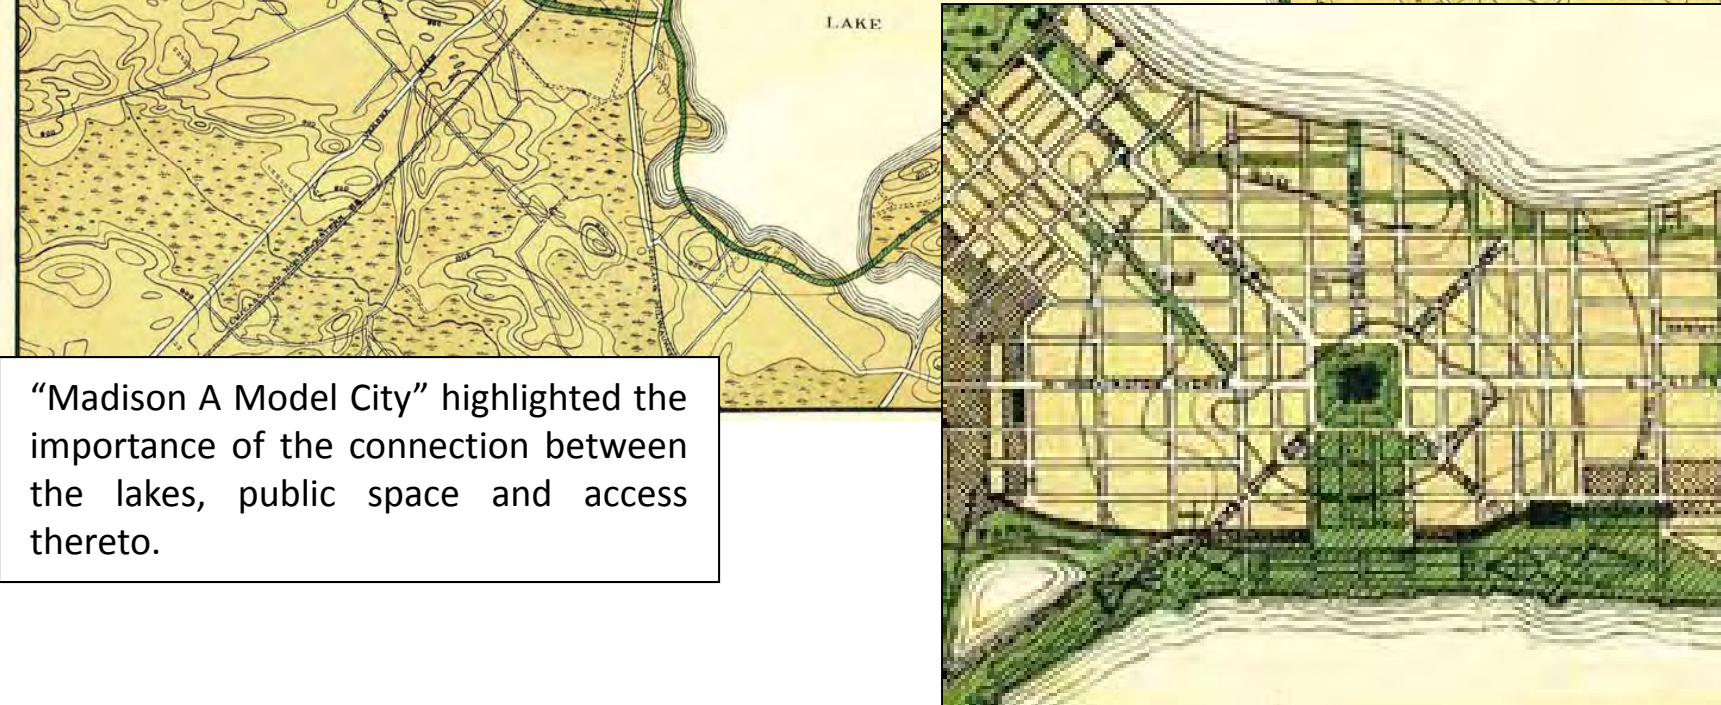 LAKE
“Madison A Model City” highlighted the
importance of the connection between
the lakes, public space and access
thereto.